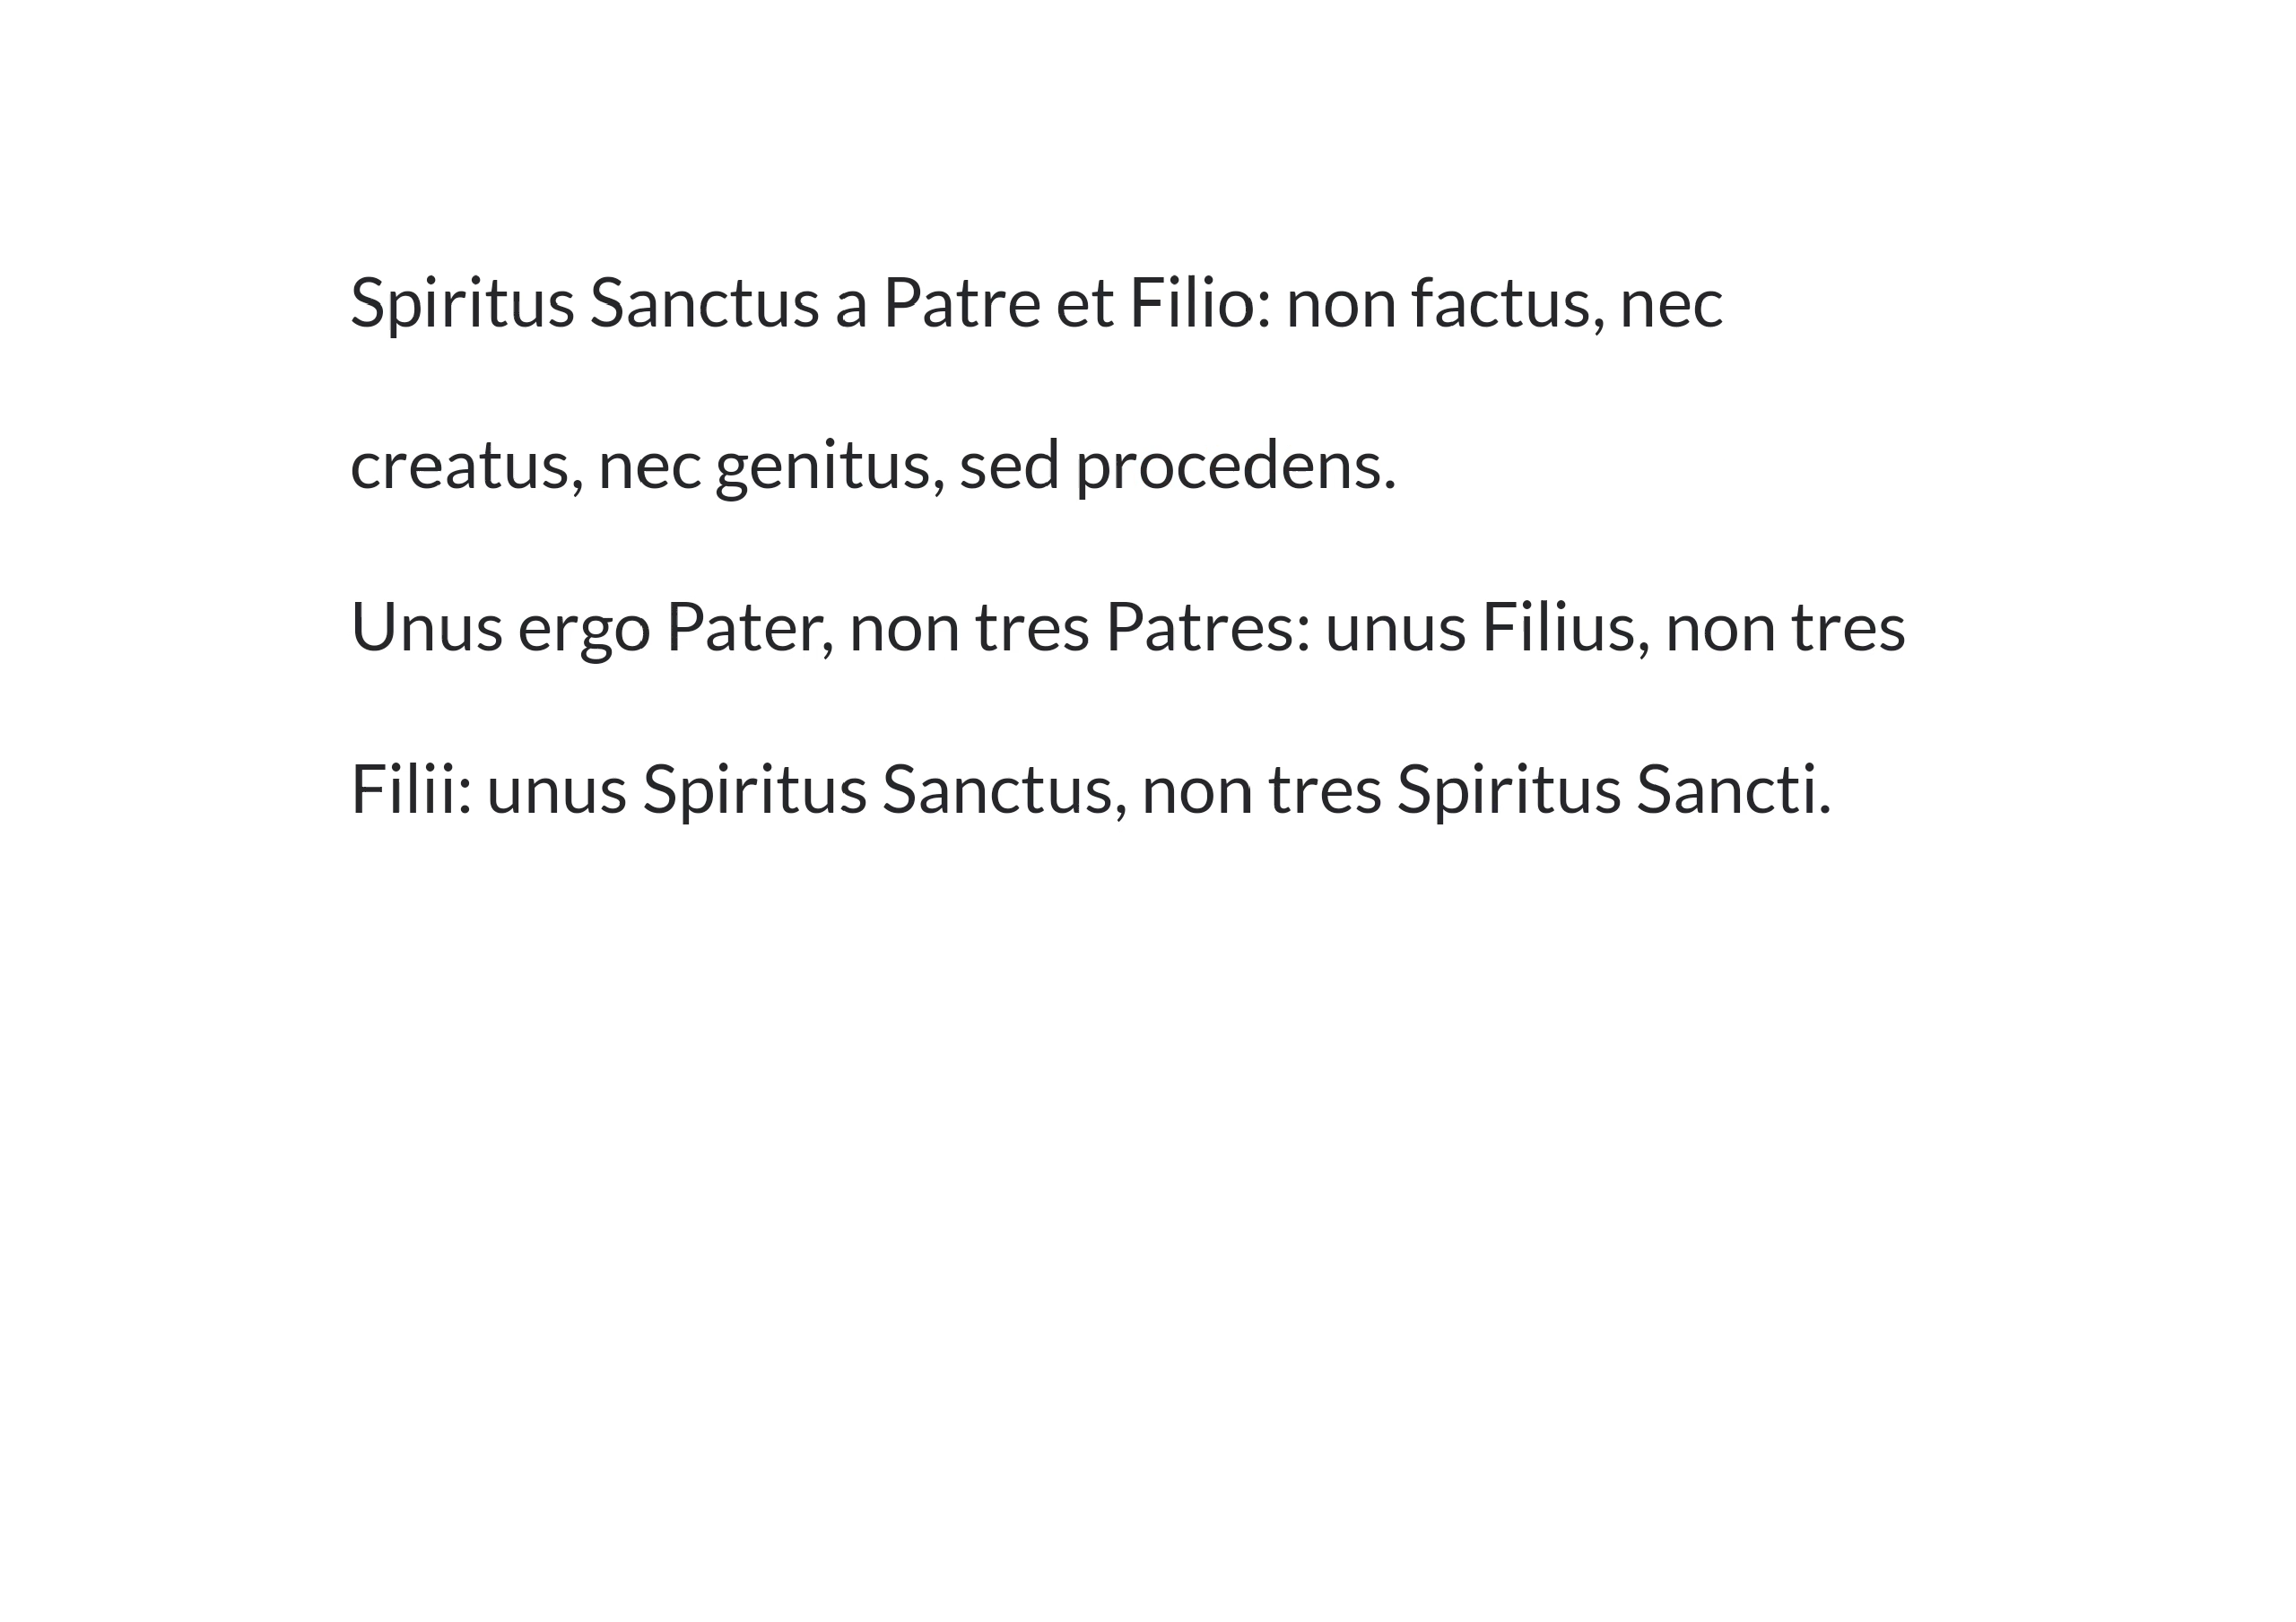 Spiritus Sanctus a Patre et Filio: non factus, nec
creatus, nec genitus, sed procedens.
Unus ergo Pater, non tres Patres: unus Filius, non tres
Filii: unus Spiritus Sanctus, non tres Spiritus Sancti.